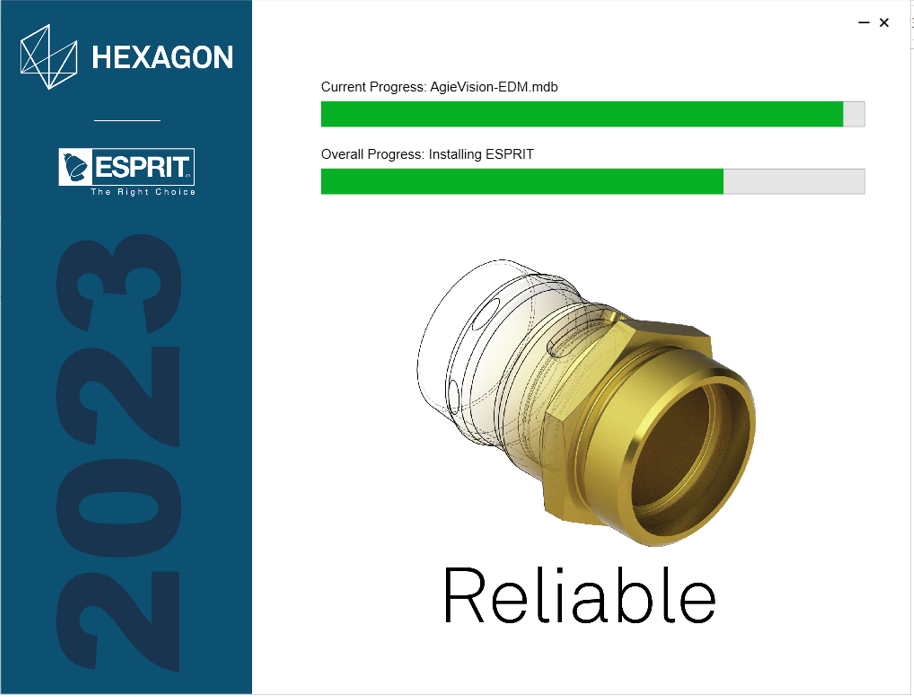 HEXAGON
ESPRIT
The Right Choice
2023
Current Progress: AgieVision-EDM.mdb
Overall Progress: Installing ESPRIT
Reliable